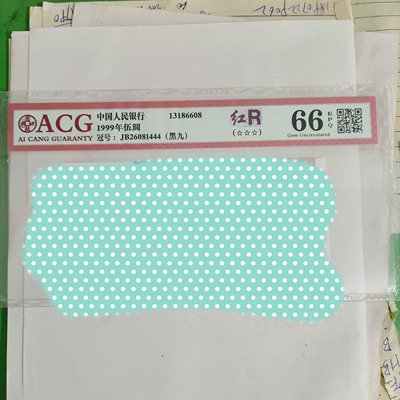 ACG
AI CANG GUARANTY
中国人民银行 13186608
1999年伍圆
冠号：JB26081444（黑九）
红R
(☆☆☆)
66 EPQ
Gem Uncirculated